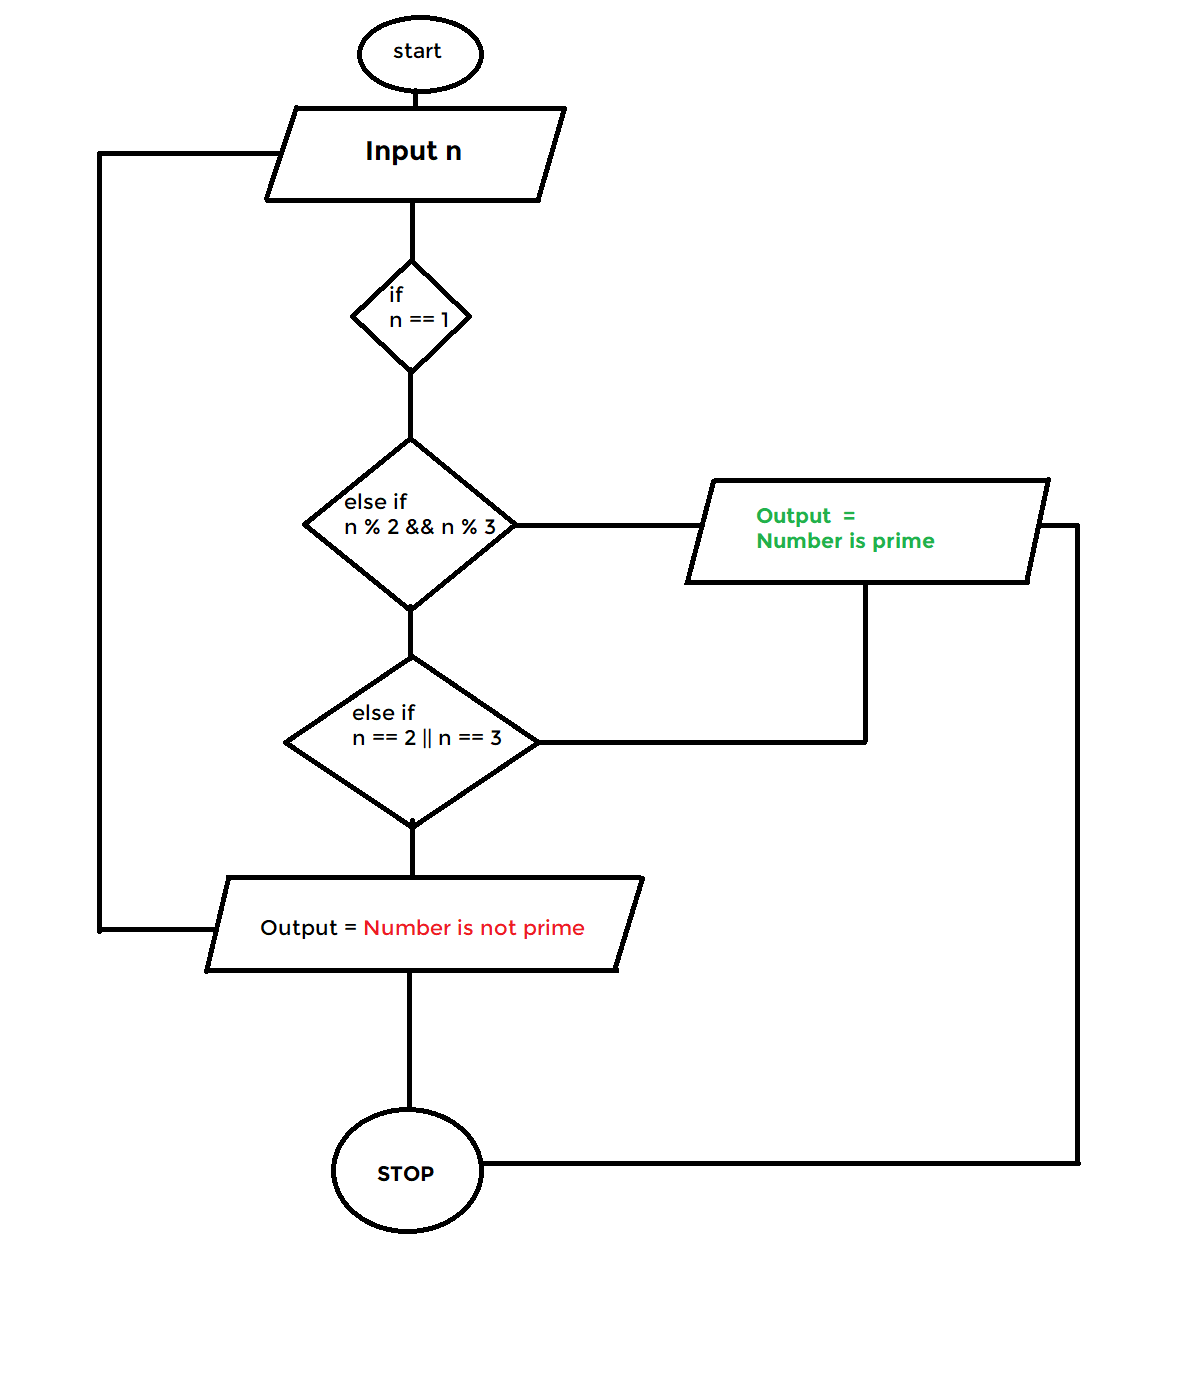 start
Input n
if
n == 1
else if
n % 2 && n % 3
Output =
Number is prime
else if
n == 2 || n == 3
Output = Number is not prime
STOP